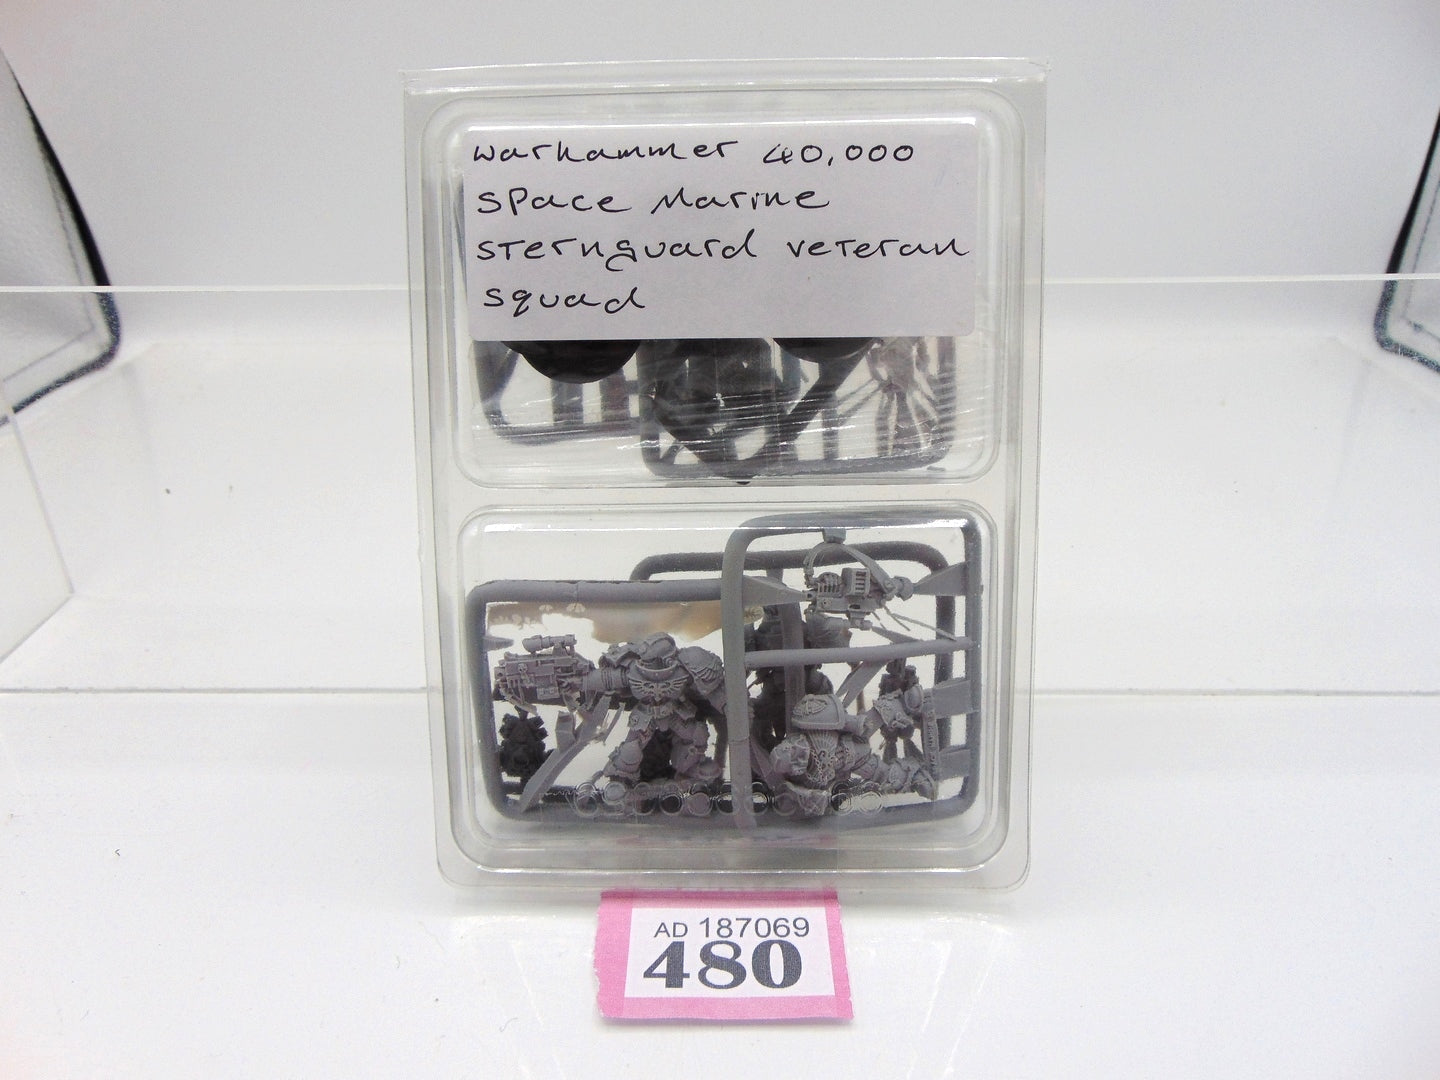 Warhammer 40,000
Space Marine
Sternguard Veteran
Squad
AD 187069
480